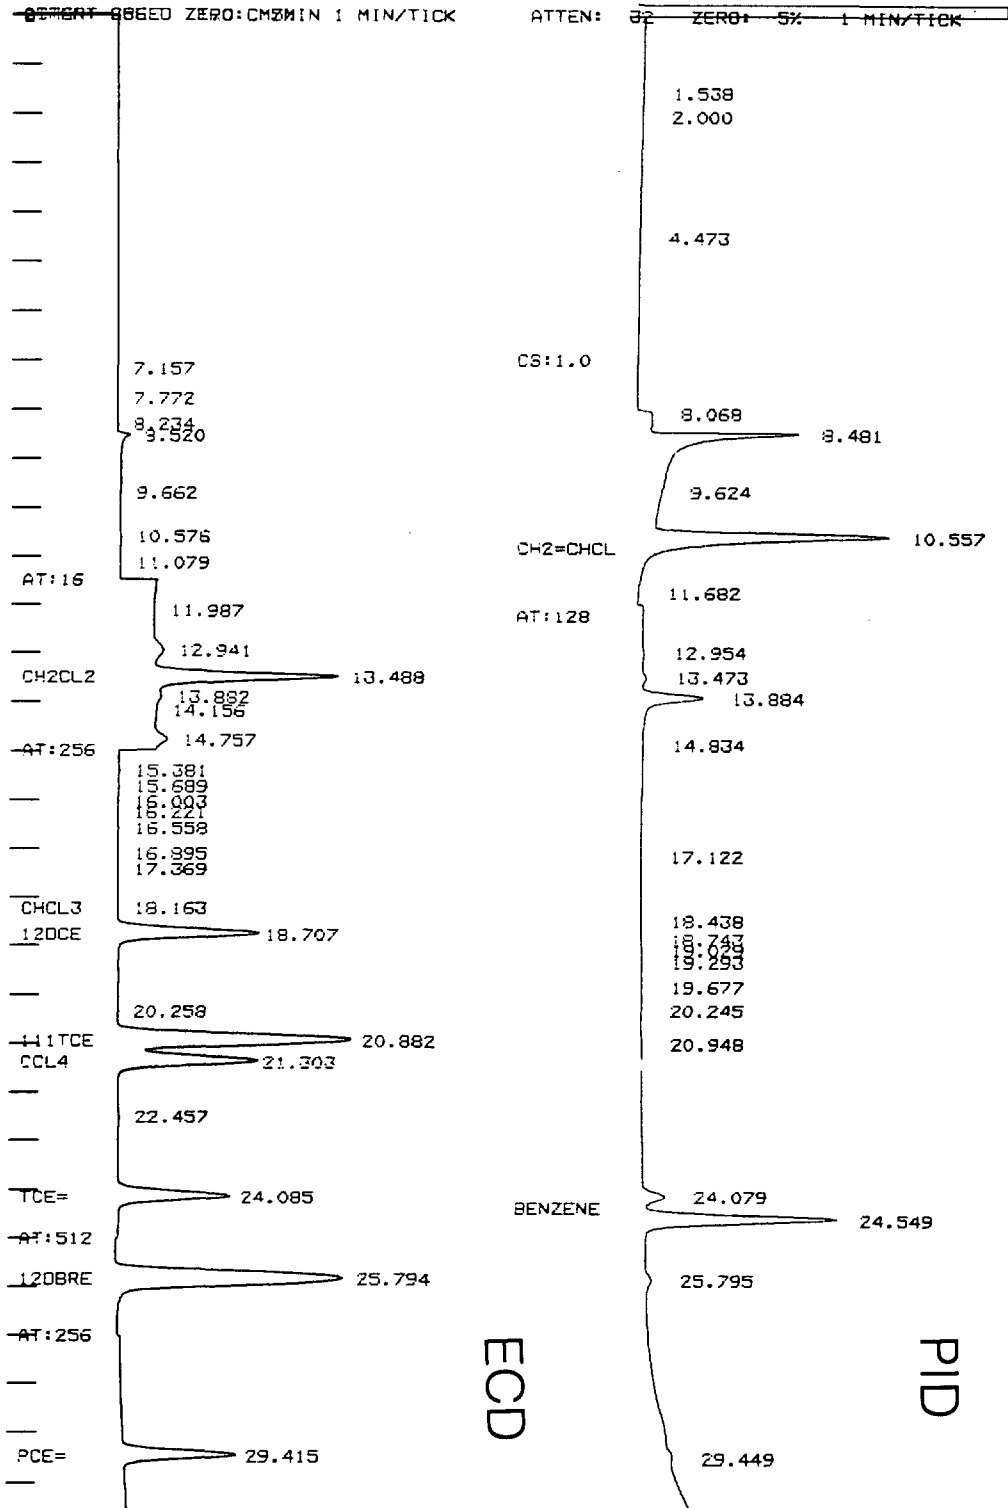 ZERO: CM5MIN 1 MIN/TICK
ATTEN: 32 ZERO: 5% 1 MIN/TICK
7.157
7.772
8.234
8.520
9.662
10.576
11.079
AT:16
11.987
12.941
CH2CL2 13.488
13.882
14.156
14.757
AT:256
15.381
15.689
16.003
16.221
16.558
16.895
17.369
CHCL3 18.163
12DCE 18.707
20.258
111TCE 20.882
CCL4 21.303
22.457
TCE= 24.085
AT:512
12DBRE 25.794
AT:256
PCE= 29.415
ECD
1.538
2.000
4.473
CS:1.0
8.068
8.481
9.624
CH2=CHCL 10.557
11.682
AT:128
12.954
13.473
13.884
14.834
17.122
18.438
18.743
19.029
19.293
19.677
20.245
20.948
24.079
BENZENE 24.549
25.795
29.449
PID